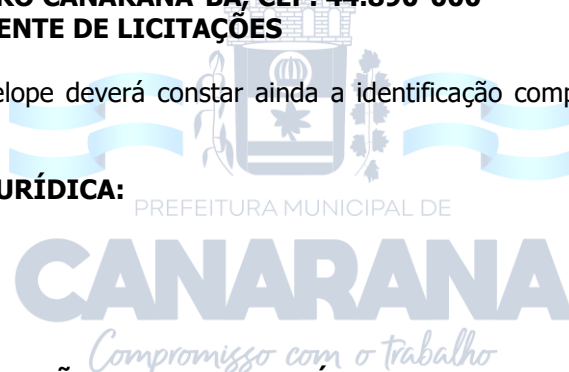 CANARANA-BA, CEP: 44.890-000
ENTE DE LICITAÇÕES
elope deverá constar ainda a identificação comp
URÍDICA:
PREFEITURA MUNICIPAL DE
CANARANA
Compromisso com o trabalho